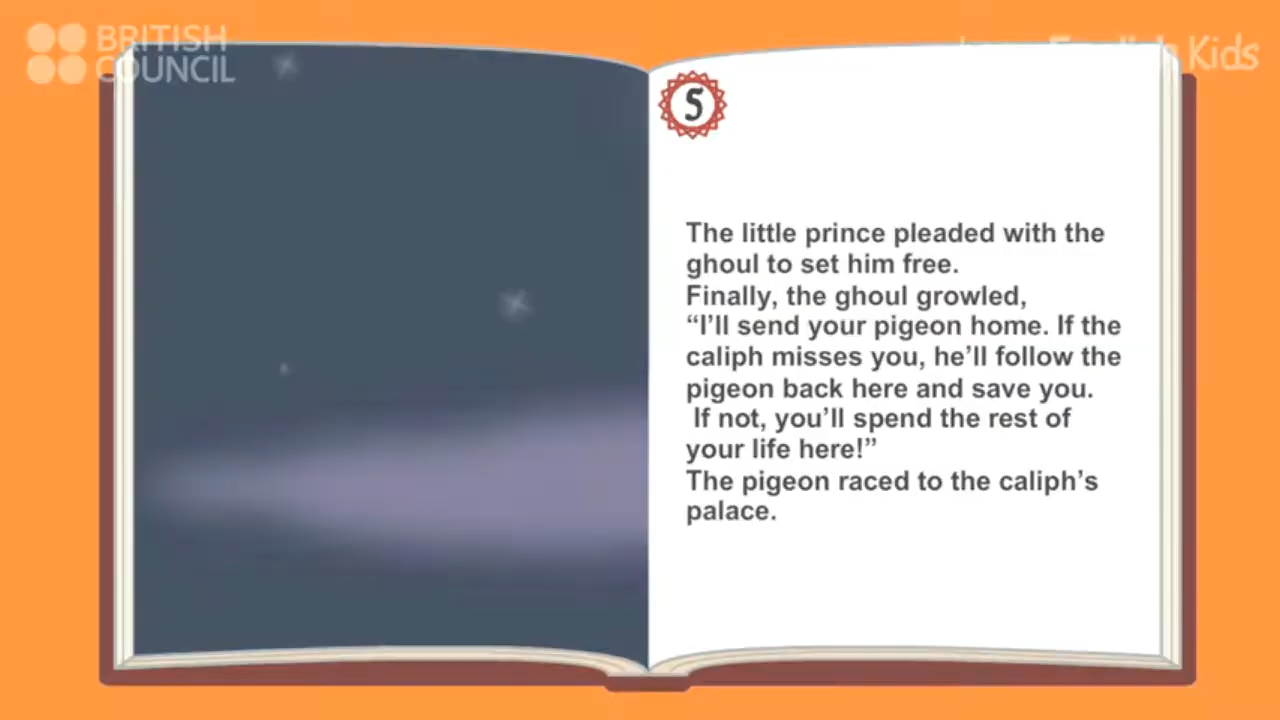 BRITISH
COUNCIL
English Kids
5
The little prince pleaded with the
ghoul to set him free.
Finally, the ghoul growled,
“I’ll send your pigeon home. If the
caliph misses you, he’ll follow the
pigeon back here and save you.
If not, you’ll spend the rest of
your life here!”
The pigeon raced to the caliph’s
palace.